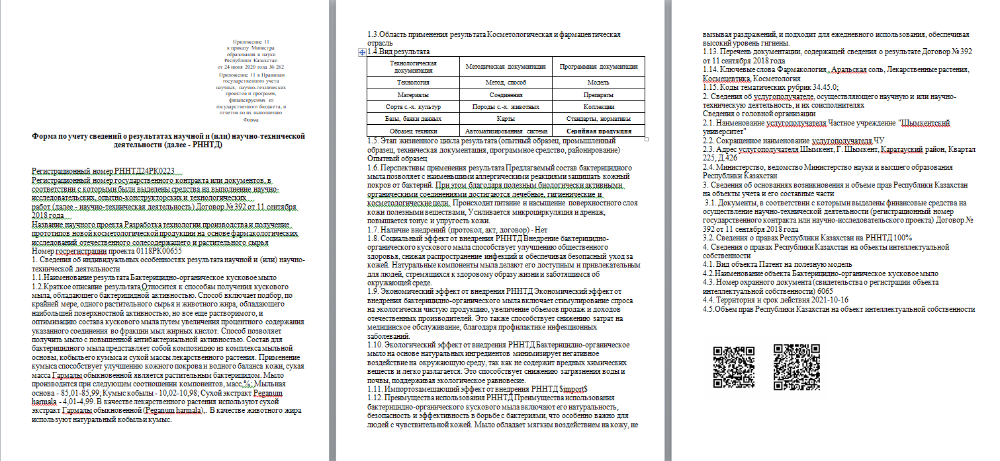 Приложение 11
к приказу Министра
образования и науки
Республики Казахстан
от 24 июня 2020 года № 262
Приложение 11 к Правилам
государственного учета
научных, научно-технических
проектов и программ,
финансируемых из
государственного бюджета, и
отчетов по их выполнению
Форма
Форма по учету сведений о результатах научной и (или) научно-технической
деятельности (далее - РННТД)
Регистрационный номер РННТД24РК0223
Регистрационный номер государственного контракта или документов, в
соответствии с которыми были выделены средства на выполнение научно-
исследовательских, опытно-конструкторских и технологических
работ (далее - научно-техническая деятельность) Договор № 392 от 11 сентября
2018 года
Название научного проекта Разработка технологии производства и получение
прототипов новой косметологической продукции на основе фармакологических
исследований отечественного солесодержащего и растительного сырья
Номер госрегистрации проекта 0118РК00655
1. Сведения об индивидуальных особенностях результата научной и (или) научно-
технической деятельности
1.1.Наименование результата Бактерицидно-органическое кусковое мыло
1.2.Краткое описание результата Относится к способам получения кускового
мыла, обладающего бактерицидной активностью. Способ включает подбор, по
крайней мере, одного растительного сырья и животного жира, обладающего
наибольшей поверхностной активностью, но все еще растворимого, и
оптимизацию состава кускового мыла путем увеличения процентного содержания
указанного соединения во фракции мыл жирных кислот. Способ позволяет
получить мыло с повышенной антибактериальной активностью. Состав для
бактерицидного мыла представляет собой композицию из комплекса мыльной
основы, кобыльего кумыса и сухой массы лекарственного растения. Применение
кумыса способствует улучшению кожного покрова и водного баланса кожи, сухая
масса Гармалы обыкновенной является растительным бактерицидом. Мыло
производится при следующем соотношении компонентов, масс,%: Мыльная
основа - 85,01-85,99; Кумыс кобылы - 10,02-10,98; Сухой экстракт Peganum
harmala - 4,01-4,99. В качестве лекарственного растения используют сухой
экстракт Гармалы обыкновенной (Peganum harmala),. В качестве животного жира
используют натуральный кобылььи кумыс.
1.3.Область применения результата Косметологическая и фармацевтическая
отрасль
1.4.Вид результата
Технологическая документация Методическая документация Программная документация
Технология Метод, способ Модель
Материалы Соединения Препараты
Сорта с.-х. культур Породы с.-х. животных Коллекции
Базы, банки данных Карты Стандарты, нормативы
Образец техники Автоматизированная система Серийная продукция
1.5. Этап жизненного цикла результата (опытный образец, промышленный
образец, техническая документация, программное средство, районирование)
Опытный образец
1.6. Перспективы применения результата Предлагаемый состав бактерицидного
мыла позволяет с наименьшими аллергическими реакциями защищать кожный
покров от бактерий. При этом благодаря полезным биологически активными
органическими соединениями достигаются лечебные, гигиенические и
косметологические цели. Происходит питание и насыщение поверхностного слоя
кожи полезными веществами, Усиливается микроциркуляция и дренаж,
повышается тонус и упругость кожи.
1.7. Наличие внедрений (протокол, акт, договор) - Нет
1.8. Социальный эффект от внедрения РННТД Внедрение бактерицидно-
органического кускового мыла способствует улучшению общественного
здоровья, снижая распространение инфекций и обеспечивая безопасный уход за
кожей. Натуральные компоненты мыла делают его доступным и привлекательным
для людей, стремящихся к здоровому образу жизни и заботящимся об
окружающей среде.
1.9. Экономический эффект от внедрения РННТД Экономический эффект от
внедрения бактерицидно-органического мыла включает стимулирование спроса
на экологически чистую продукцию, увеличение объемов продаж и доходов
отечественных производителей. Это также способствует снижению затрат на
медицинское обслуживание, благодаря профилактике инфекционных
заболеваний.
1.10. Экологический эффект от внедрения РННТД Бактерицидно-органическое
мыло на основе натуральных ингредиентов минимизирует негативное
воздействие на окружающую среду, так как не содержит вредных химических
веществ и легко разлагается. Это способствует снижению загрязнения воды и
почвы, поддерживая экологическое равновесие.
1.11. Импортозамещающий эффект от внедрения РННТД $import$
1.12. Преимущества использования РННТД Преимущества использования
бактерицидно-органического кускового мыла включают его натуральность,
безопасность и эффективность в борьбе с бактериями, что особенно важно для
людей с чувствительной кожей. Мыло обладает мягким воздействием на кожу, не
вызывая раздражений, и подходит для ежедневного использования, обеспечивая
высокий уровень гигиены.
1.13. Перечень документации, содержащей сведения о результате Договор № 392
от 11 сентября 2018 года
1.14. Ключевые слова Фармакология , Аральская соль, Лекарственные растения,
Космецевтика, Косметология
1.15. Коды тематических рубрик 34.45.0;
2. Сведения об услугополучателе, осуществляющего научную и или научно-
техническую деятельность, и их соисполнителях
Сведения о головной организации
2.1. Наименование услугополучателя Частное учреждение "Шымкентский
университет"
2.2. Сокращенное наименование услугополучателя ЧУ
2.3. Адрес услугополучателя Шымкент, Г. Шымкент, Каратауский район, Квартал
225, Д.426
2.4. Министерство, ведомство Министерство науки и высшего образования
Республики Казахстан
3. Сведения об основаниях возникновения и объеме прав Республики Казахстан
на объекты учета и его составные части
3.1. Документы, в соответствии с которыми выделены финансовые средства на
осуществление научно-технической деятельности (регистрационный номер
государственного контракта или научно-исследовательского проекта) Договор №
392 от 11 сентября 2018 года
3.2. Сведения о правах Республики Казахстан на РННТД 100%
4. Сведения о правах Республики Казахстан на объекты интеллектуальной
собственности
4.1. Вид объекта Патент на полезную модель
4.2.Наименование объекта Бактерицидно-органическое кусковое мыло
4.3. Номер охранного документа (свидетельства о регистрации объекта
интеллектуальной собственности) 6065
4.4. Территория и срок действия 2021-10-16
4.5.Объем прав Республики Казахстан на объект интеллектуальной собственности